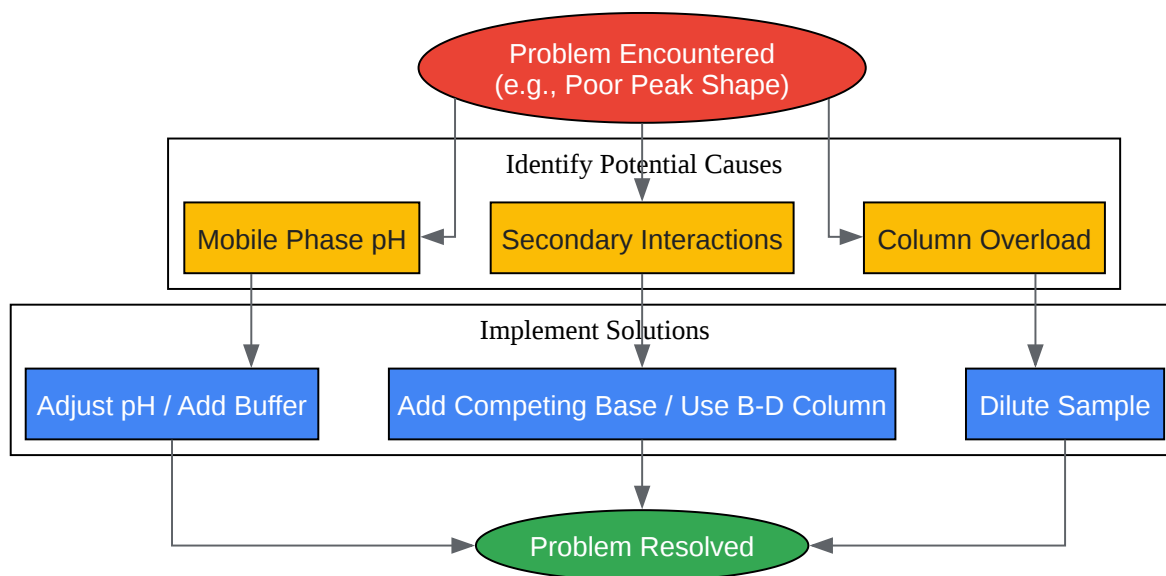 Problem Encountered
(e.g., Poor Peak Shape)
Identify Potential Causes
Mobile Phase pH
Secondary Interactions
Column Overload
Implement Solutions
Adjust pH / Add Buffer
Add Competing Base / Use B-D Column
Dilute Sample
Problem Resolved